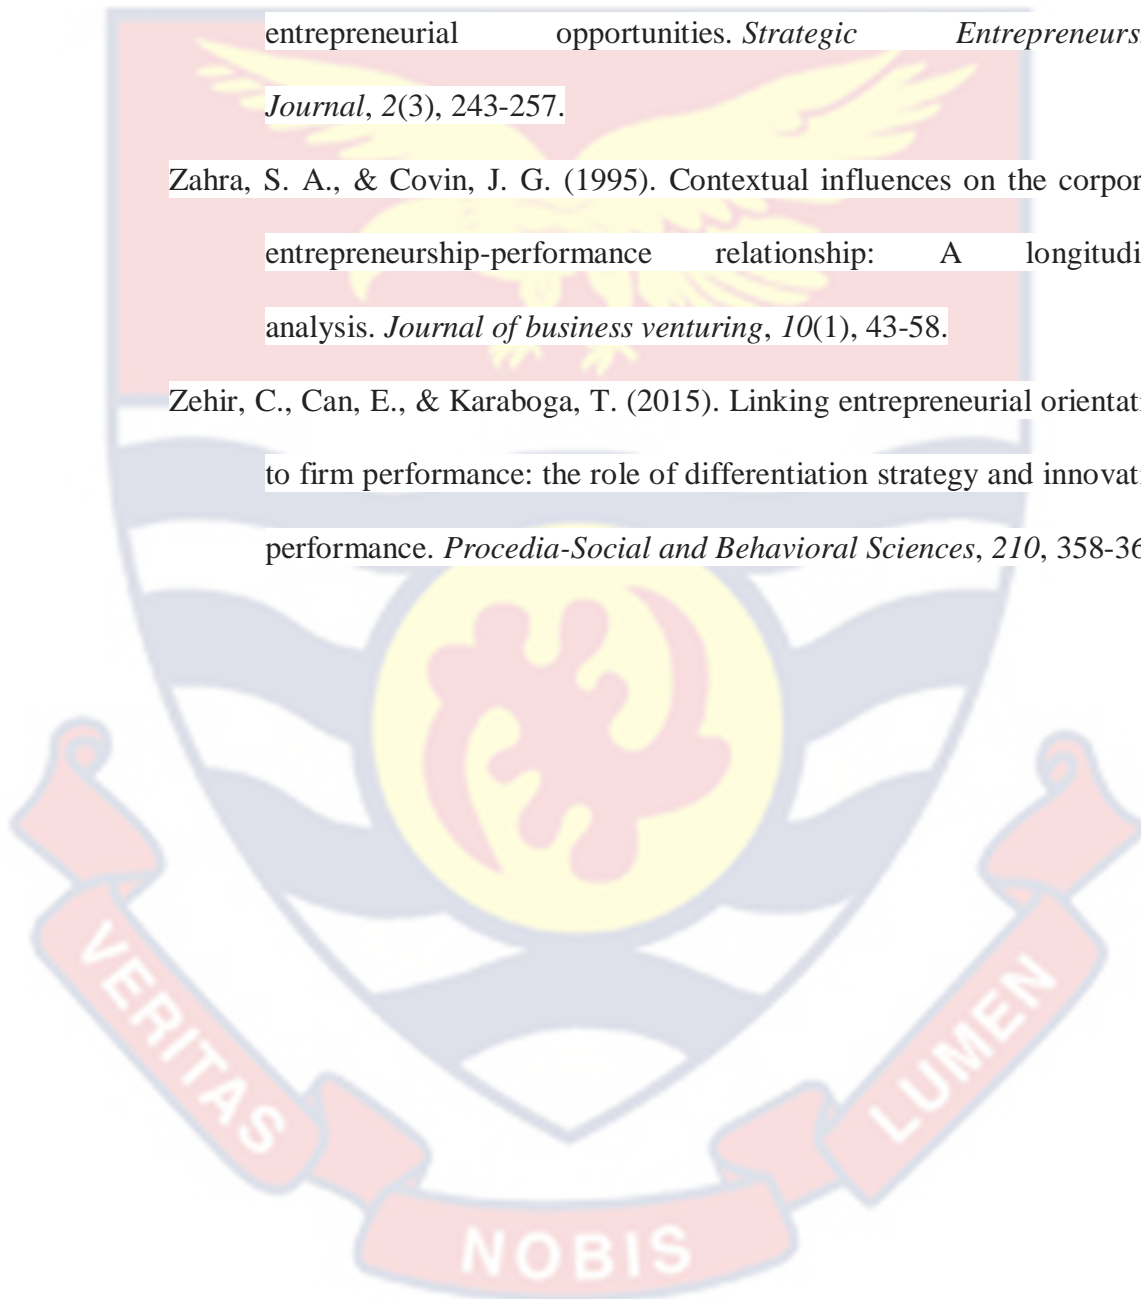 entrepreneurial opportunities. Strategic Entrepreneurs
Journal, 2(3), 243-257.
Zahra, S. A., & Covin, J. G. (1995). Contextual influences on the corpor
entrepreneurship-performance relationship: A longitudi
analysis. Journal of business venturing, 10(1), 43-58.
Zehir, C., Can, E., & Karaboga, T. (2015). Linking entrepreneurial orientati
to firm performance: the role of differentiation strategy and innovati
performance. Procedia-Social and Behavioral Sciences, 210, 358-36
VERITAS
NOBIS
LUMEN